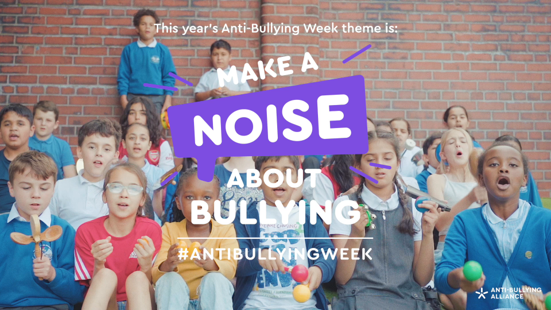 This year's Anti-Bullying Week theme is:
MAKE A
NOISE
ABOUT
BULLYING
#ANTIBULLYINGWEEK
ANTI-BULLYING
ALLIANCE